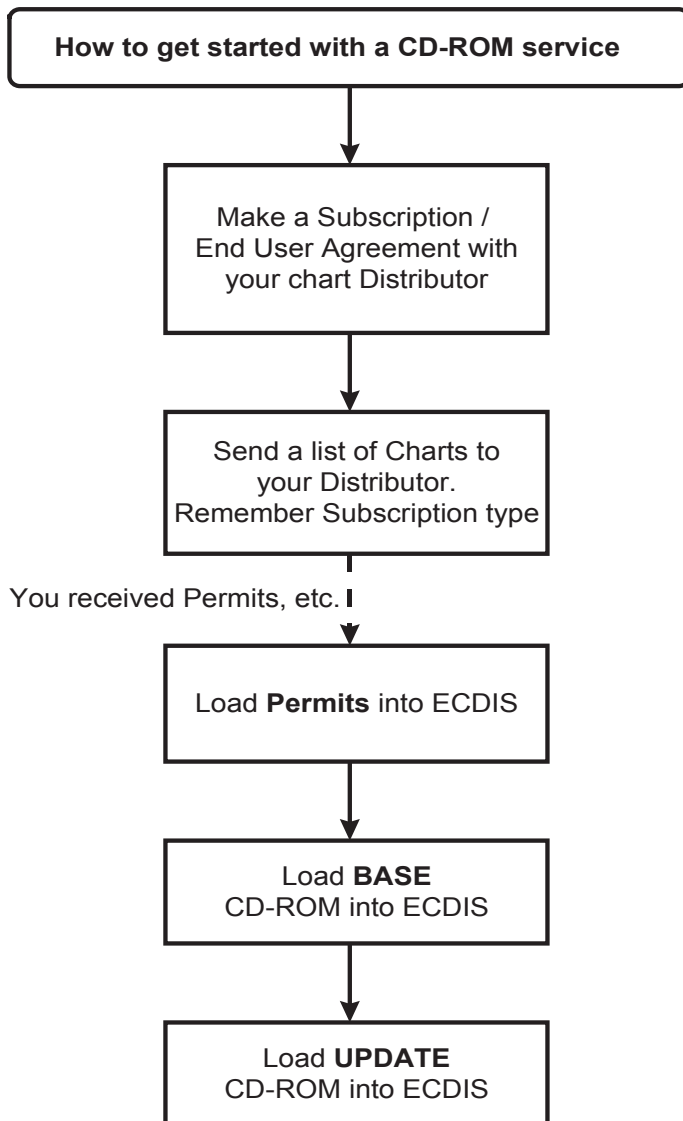 How to get started with a CD-ROM service
Make a Subscription /
End User Agreement with
your chart Distributor
Send a list of Charts to
your Distributor.
Remember Subscription type
You received Permits, etc.
Load Permits into ECDIS
Load BASE
CD-ROM into ECDIS
Load UPDATE
CD-ROM into ECDIS